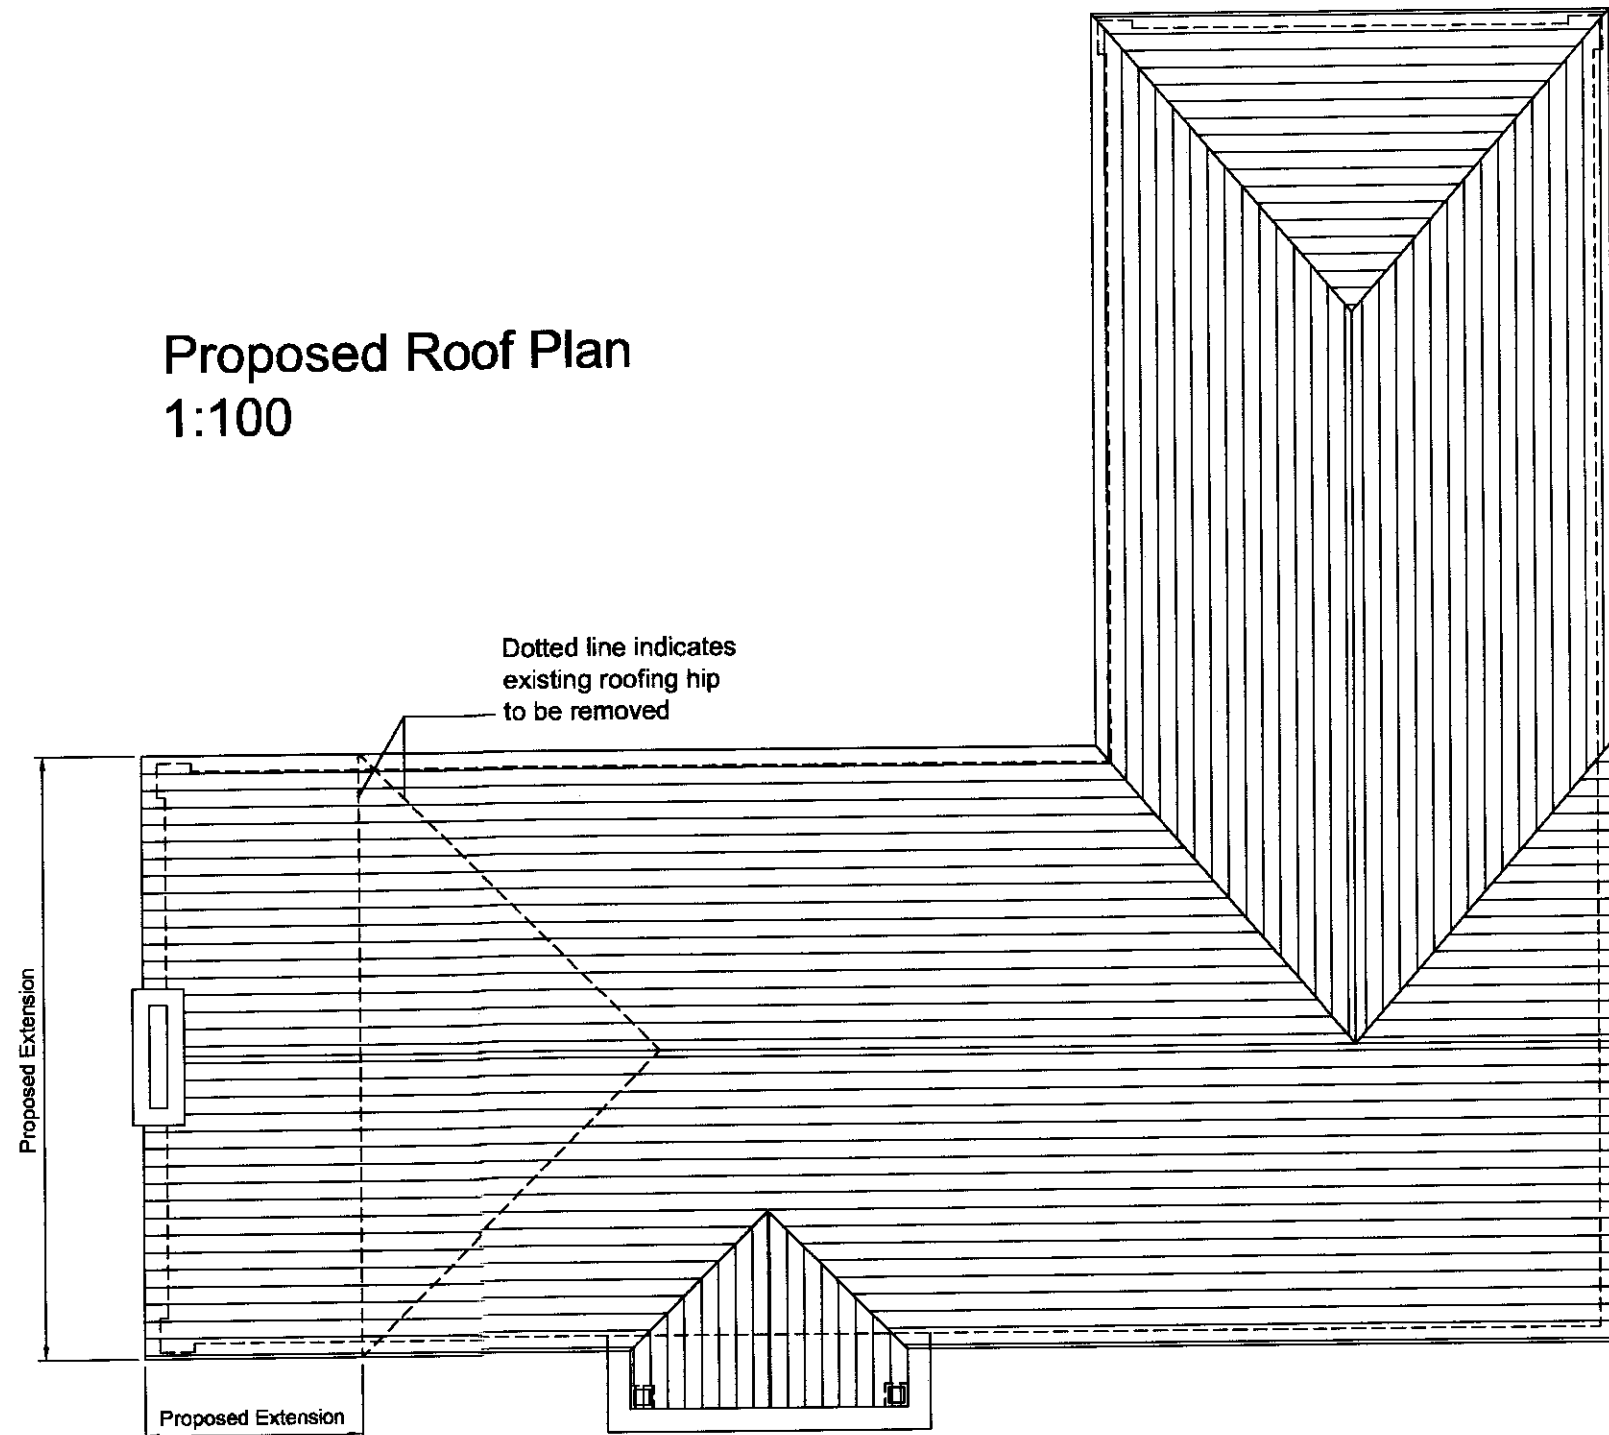 Proposed Roof Plan
1:100
Dotted line indicates
existing roofing hip
to be removed
Proposed Extension
Proposed Extension